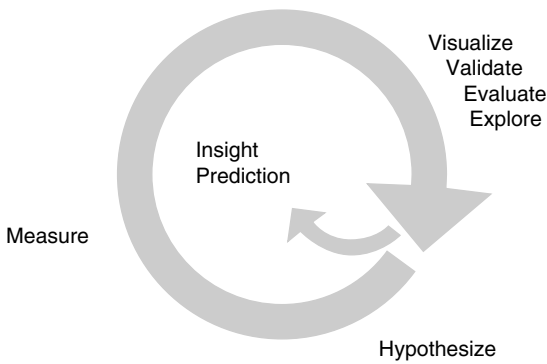 Visualize
Validate
Evaluate
Explore
Insight
Prediction
Measure
Hypothesize